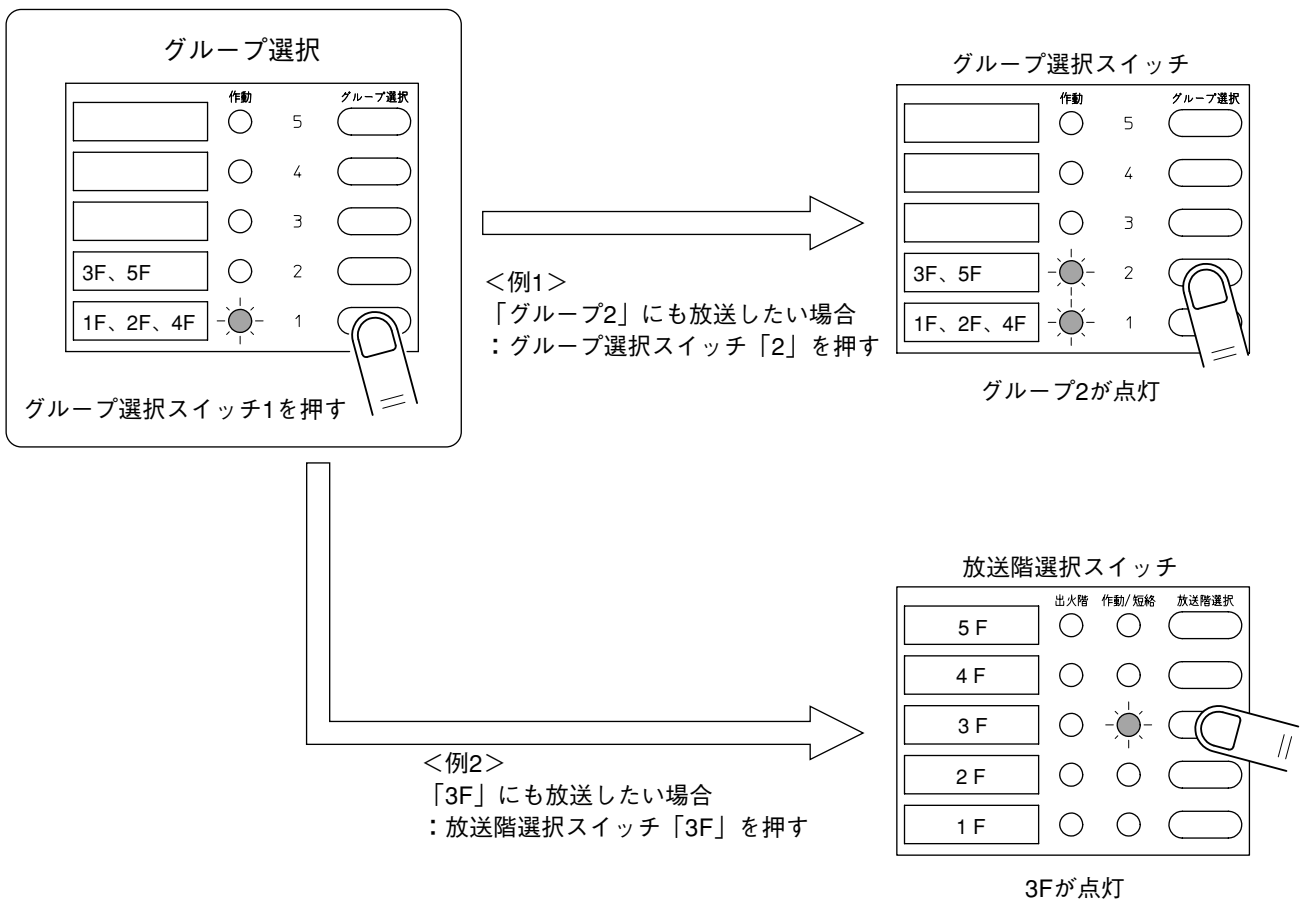 グループ選択
作動 グループ選択
5
4
3
3F、5F 2
1F、2F、4F 1
グループ選択スイッチ1を押す
＜例1＞
「グループ2」にも放送したい場合
：グループ選択スイッチ「2」を押す
グループ選択スイッチ
作動 グループ選択
5
4
3
3F、5F 2
1F、2F、4F 1
グループ2が点灯
＜例2＞
「3F」にも放送したい場合
：放送階選択スイッチ「3F」を押す
放送階選択スイッチ
出火階 作動/短絡 放送階選択
5 F
4 F
3 F
2 F
1 F
3Fが点灯